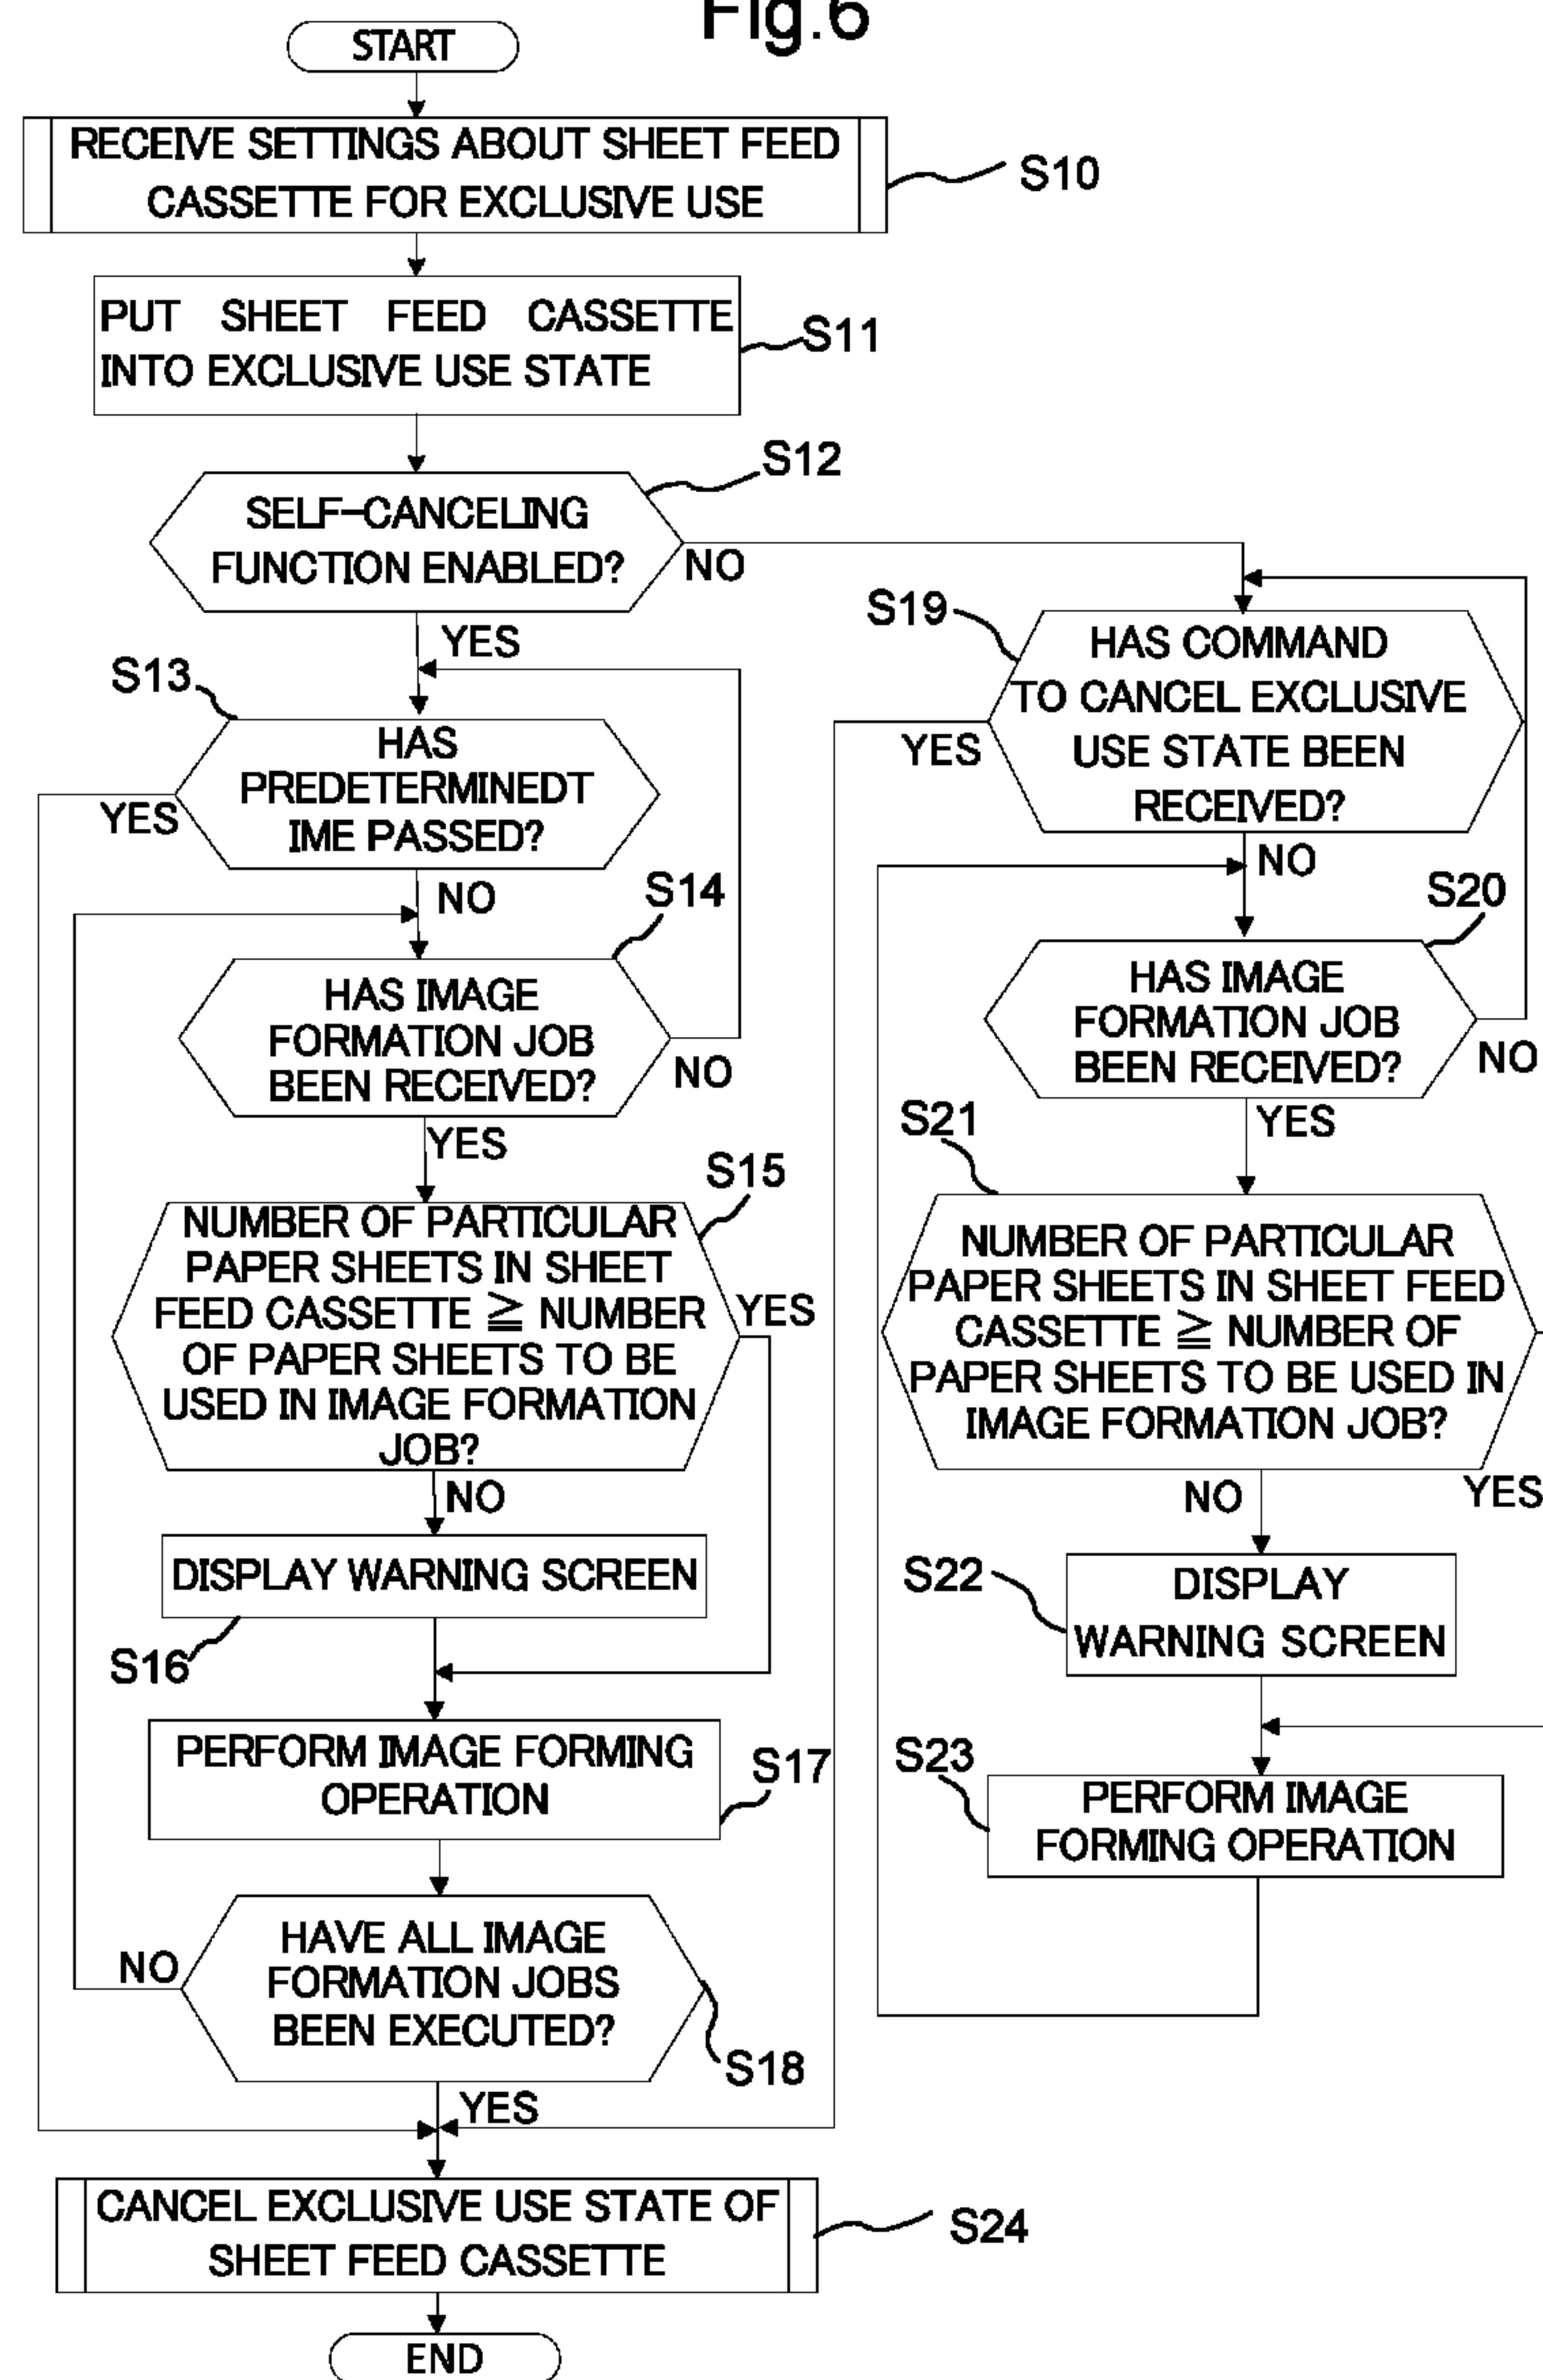 Fig.6
START
RECEIVE SETTINGS ABOUT SHEET FEED
CASSETTE FOR EXCLUSIVE USE
S10
PUT SHEET FEED CASSETTE
INTO EXCLUSIVE USE STATE
S11
S12
SELF-CANCELING
FUNCTION ENABLED?
NO
YES
S13
HAS
PREDETERMINEDT
IME PASSED?
YES
NO
S14
HAS IMAGE
FORMATION JOB
BEEN RECEIVED?
NO
YES
S15
NUMBER OF PARTICULAR
PAPER SHEETS IN SHEET
FEED CASSETTE ≧ NUMBER
OF PAPER SHEETS TO BE
USED IN IMAGE FORMATION
JOB?
YES
NO
DISPLAY WARNING SCREEN
S16
PERFORM IMAGE FORMING
OPERATION
S17
HAVE ALL IMAGE
FORMATION JOBS
BEEN EXECUTED?
NO
S18
YES
S19
HAS COMMAND
TO CANCEL EXCLUSIVE
USE STATE BEEN
RECEIVED?
YES
NO
S20
HAS IMAGE
FORMATION JOB
BEEN RECEIVED?
NO
YES
S21
NUMBER OF PARTICULAR
PAPER SHEETS IN SHEET FEED
CASSETTE ≧ NUMBER OF
PAPER SHEETS TO BE USED IN
IMAGE FORMATION JOB?
NO
YES
S22
DISPLAY
WARNING SCREEN
S23
PERFORM IMAGE
FORMING OPERATION
CANCEL EXCLUSIVE USE STATE OF
SHEET FEED CASSETTE
S24
END